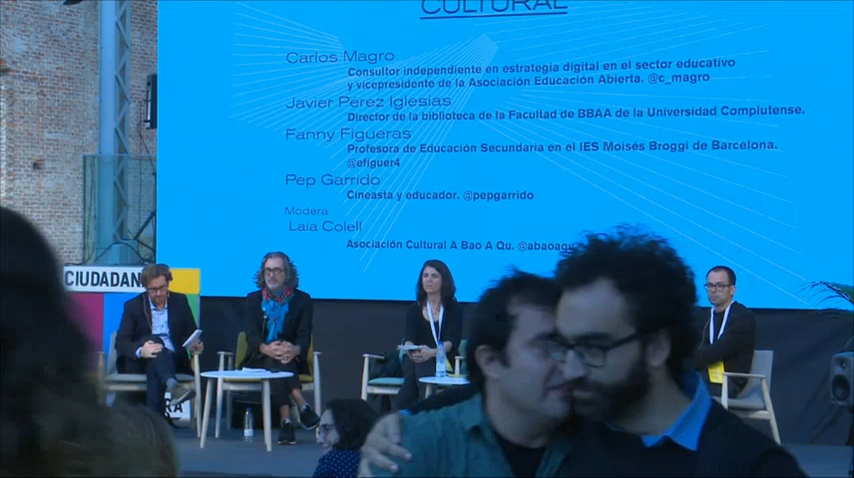 CULTURAL
Carlos Magro
Consultor independiente en estrategia digital en el sector educativo
y vicepresidente de la Asociación Educación Abierta. @c_magro
Javier Pérez Iglesias
Director de la biblioteca de la Facultad de BBAA de la Universidad Complutense.
Fanny Figueras
Profesora de Educación Secundaria en el IES Moisès Broggi de Barcelona.
@efiguer4
Pep Garrido
Cineasta y educador. @pepgarrido
Modera
Laia Colell
Asociación Cultural A Bao A Qu. @abaoaqu
CIUDADAN